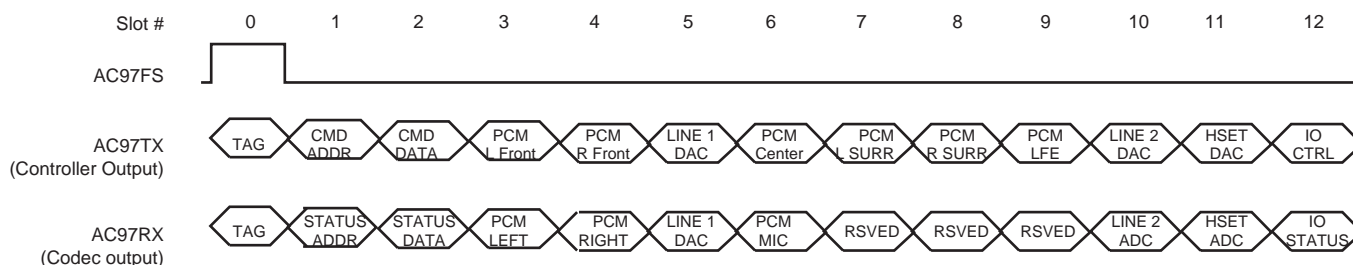 Slot # 0 1 2 3 4 5 6 7 8 9 10 11 12
AC97FS
AC97TX
(Controller Output)
TAG
CMD
ADDR
CMD
DATA
PCM
L Front
PCM
R Front
LINE 1
DAC
PCM
Center
PCM
L SURR
PCM
R SURR
PCM
LFE
LINE 2
DAC
HSET
DAC
IO
CTRL
AC97RX
(Codec output)
TAG
STATUS
ADDR
STATUS
DATA
PCM
LEFT
PCM
RIGHT
LINE 1
DAC
PCM
MIC
RSVED
RSVED
RSVED
LINE 2
ADC
HSET
ADC
IO
STATUS